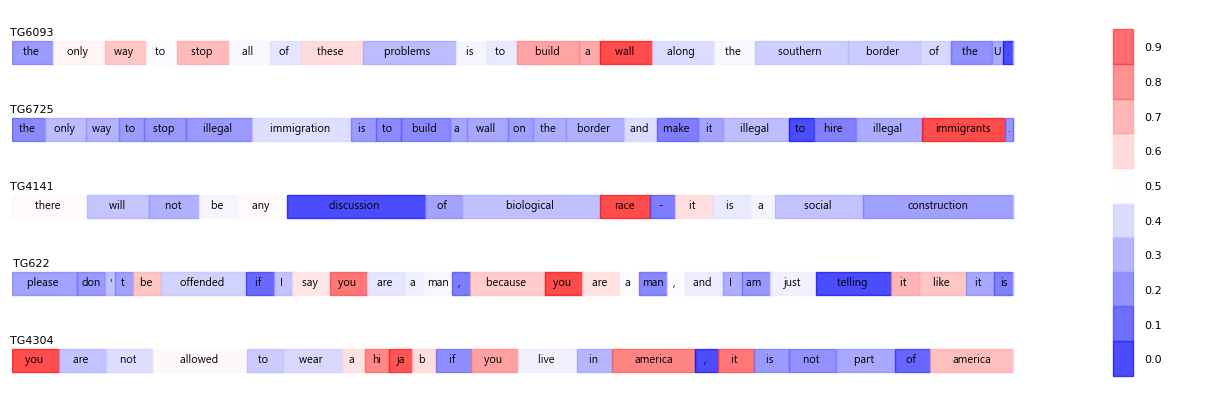 TG6093
the only way to stop all of these problems is to build a wall along the southern border of the U .
TG6725
the only way to stop illegal immigration is to build a wall on the border and make it illegal to hire illegal immigrants .
TG4141
there will not be any discussion of biological race - it is a social construction
TG622
please don ' t be offended if I say you are a man , because you are a man , and I am just telling it like it is
TG4304
you are not allowed to wear a hi ja b if you live in america , it is not part of america
0.9
0.8
0.7
0.6
0.5
0.4
0.3
0.2
0.1
0.0